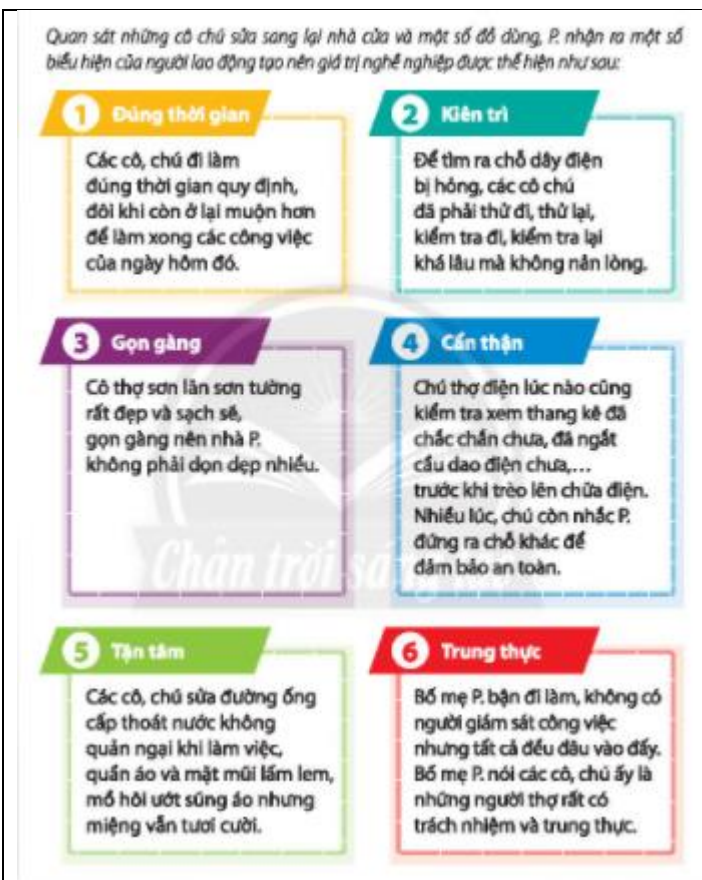 Quan sát những cô chú sửa sang lại nhà cửa và một số đồ dùng, P. nhận ra một số
biểu hiện của người lao động tạo nên giá trị nghề nghiệp được thể hiện như sau:
1 Đúng thời gian
Các cô, chú đi làm
đúng thời gian quy định,
đôi khi còn ở lại muộn hơn
để làm xong các công việc
của ngày hôm đó.
2 Kiên trì
Để tìm ra chỗ dây điện
bị hỏng, các cô chú
đã phải thử đi, thử lại,
kiểm tra đi, kiểm tra lại
khá lâu mà không nản lòng.
3 Gọn gàng
Cô thợ sơn lăn sơn tường
rất đẹp và sạch sẽ,
gọn gàng nên nhà P.
không phải dọn dẹp nhiều.
4 Cẩn thận
Chú thợ điện lúc nào cũng
kiểm tra xem thang kê đã
chắc chắn chưa, đã ngắt
cầu dao điện chưa,...
trước khi trèo lên chữa điện.
Nhiều lúc, chú còn nhắc P.
đứng ra chỗ khác để
đảm bảo an toàn.
Chân trời sáng
5 Tận tâm
Các cô, chú sửa đường ống
cấp thoát nước không
quản ngại khi làm việc,
quần áo và mặt mũi lấm lem,
mồ hôi ướt sũng áo nhưng
miệng vẫn tươi cười.
6 Trung thực
Bố mẹ P. bận đi làm, không có
người giám sát công việc
nhưng tất cả đều đâu vào đấy.
Bố mẹ P. nói các cô, chú ấy là
những người thợ rất có
trách nhiệm và trung thực.